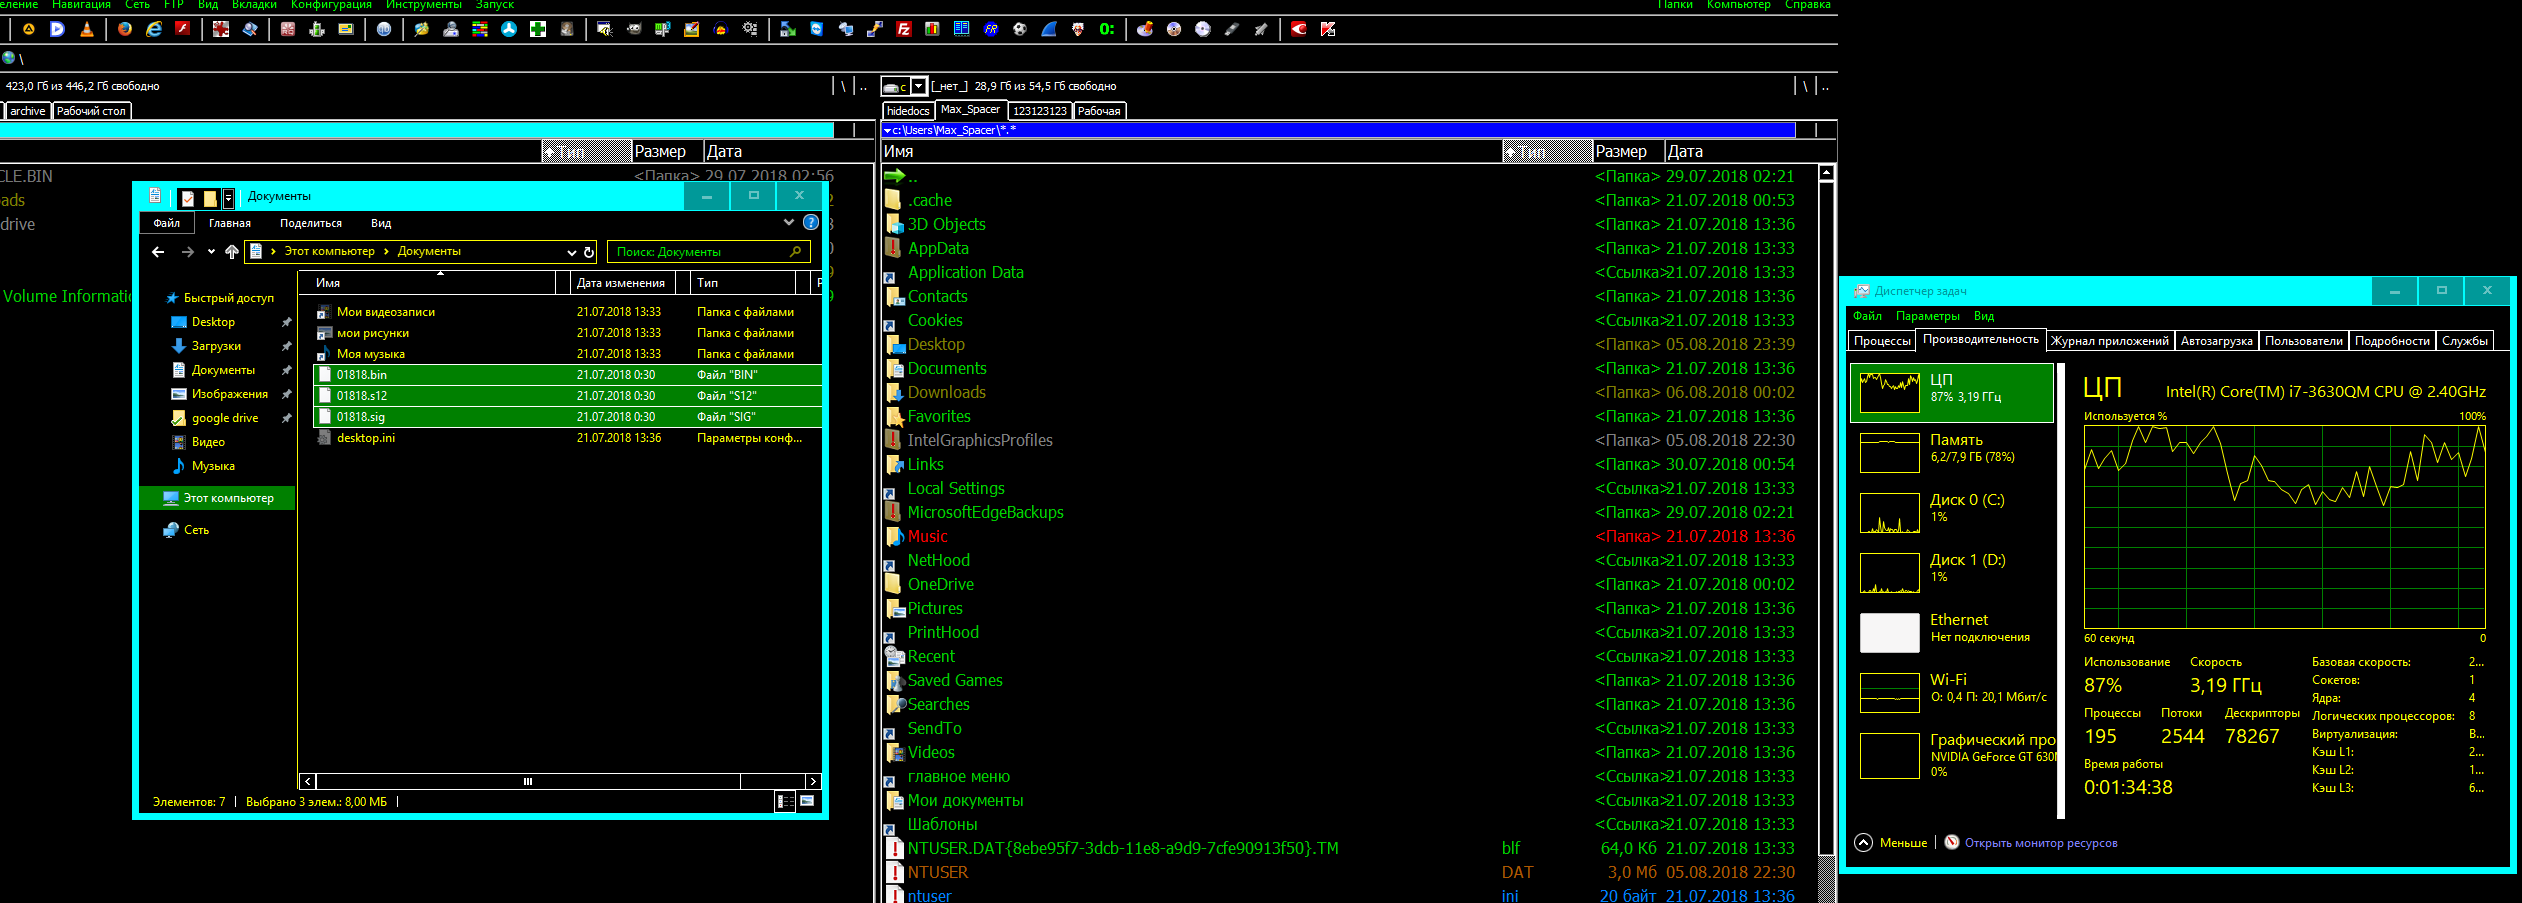 еление Навигация Сеть FTP Вид Вкладки Конфигурация Инструменты Запуск
Папки Компьютер Справка
\
423,0 Гб из 446,2 Гб свободно \ ..
archive Рабочий стол
Тип Размер Дата
CLE.BIN <Папка> 29.07.2018 02:56
ads
drive
Volume Informatio
c [_нет_] 28,9 Гб из 54,5 Гб свободно \ ..
hidedocs Max_Spacer 123123123 Рабочая
c:\Users\Max_Spacer\*.*
Имя Тип Размер Дата
.. <Папка> 29.07.2018 02:21
.cache <Папка> 21.07.2018 00:53
3D Objects <Папка> 21.07.2018 13:36
AppData <Папка> 21.07.2018 13:33
Application Data <Ссылка> 21.07.2018 13:33
Contacts <Папка> 21.07.2018 13:36
Cookies <Ссылка> 21.07.2018 13:33
Desktop <Папка> 05.08.2018 23:39
Documents <Папка> 21.07.2018 13:36
Downloads <Папка> 06.08.2018 00:02
Favorites <Папка> 21.07.2018 13:36
IntelGraphicsProfiles <Папка> 05.08.2018 22:30
Links <Папка> 30.07.2018 00:54
Local Settings <Ссылка> 21.07.2018 13:33
MicrosoftEdgeBackups <Папка> 29.07.2018 02:21
Music <Папка> 21.07.2018 13:36
NetHood <Ссылка> 21.07.2018 13:33
OneDrive <Папка> 21.07.2018 00:02
Pictures <Папка> 21.07.2018 13:36
PrintHood <Ссылка> 21.07.2018 13:33
Recent <Ссылка> 21.07.2018 13:33
Saved Games <Папка> 21.07.2018 13:36
Searches <Папка> 21.07.2018 13:36
SendTo <Ссылка> 21.07.2018 13:33
Videos <Папка> 21.07.2018 13:36
главное меню <Ссылка> 21.07.2018 13:33
Мои документы <Ссылка> 21.07.2018 13:33
Шаблоны <Ссылка> 21.07.2018 13:33
NTUSER.DAT{8ebe95f7-3dcb-11e8-a9d9-7cfe90913f50}.TM blf 64,0 Кб 21.07.2018 13:33
NTUSER DAT 3,0 Мб 05.08.2018 22:30
ntuser ini 20 байт 21.07.2018 13:36
Документы
Файл Главная Поделиться Вид
Этот компьютер Документы
Поиск: Документы
Имя Дата изменения Тип Р
Быстрый доступ
Desktop
Загрузки
Документы
Изображения
google drive
Видео
Музыка
Этот компьютер
Сеть
Мои видеозаписи 21.07.2018 13:33 Папка с файлами
мои рисунки 21.07.2018 13:33 Папка с файлами
Моя музыка 21.07.2018 13:33 Папка с файлами
01818.bin 21.07.2018 0:30 Файл "BIN"
01818.s12 21.07.2018 0:30 Файл "S12"
01818.sig 21.07.2018 0:30 Файл "SIG"
desktop.ini 21.07.2018 13:36 Параметры конф...
Элементов: 7 Выбрано 3 элем.: 8,00 МБ
Диспетчер задач
Файл Параметры Вид
Процессы Производительность Журнал приложений Автозагрузка Пользователи Подробности Службы
ЦП
87% 3,19 ГГц
Память
6,2/7,9 ГБ (78%)
Диск 0 (C:)
1%
Диск 1 (D:)
1%
Ethernet
Нет подключения
Wi-Fi
О: 0,4 П: 20,1 Мбит/с
Графический про
NVIDIA GeForce GT 630M
0%
ЦП Intel(R) Core(TM) i7-3630QM CPU @ 2.40GHz
Используется % 100%
60 секунд 0
Использование Скорость
87% 3,19 ГГц
Процессы Потоки Дескрипторы
195 2544 78267
Время работы
0:01:34:38
Базовая скорость: 2...
Сокетов: 1
Ядра: 4
Логических процессоров: 8
Виртуализация: В...
Кэш L1: 2...
Кэш L2: 1...
Кэш L3: 6...
Меньше Открыть монитор ресурсов